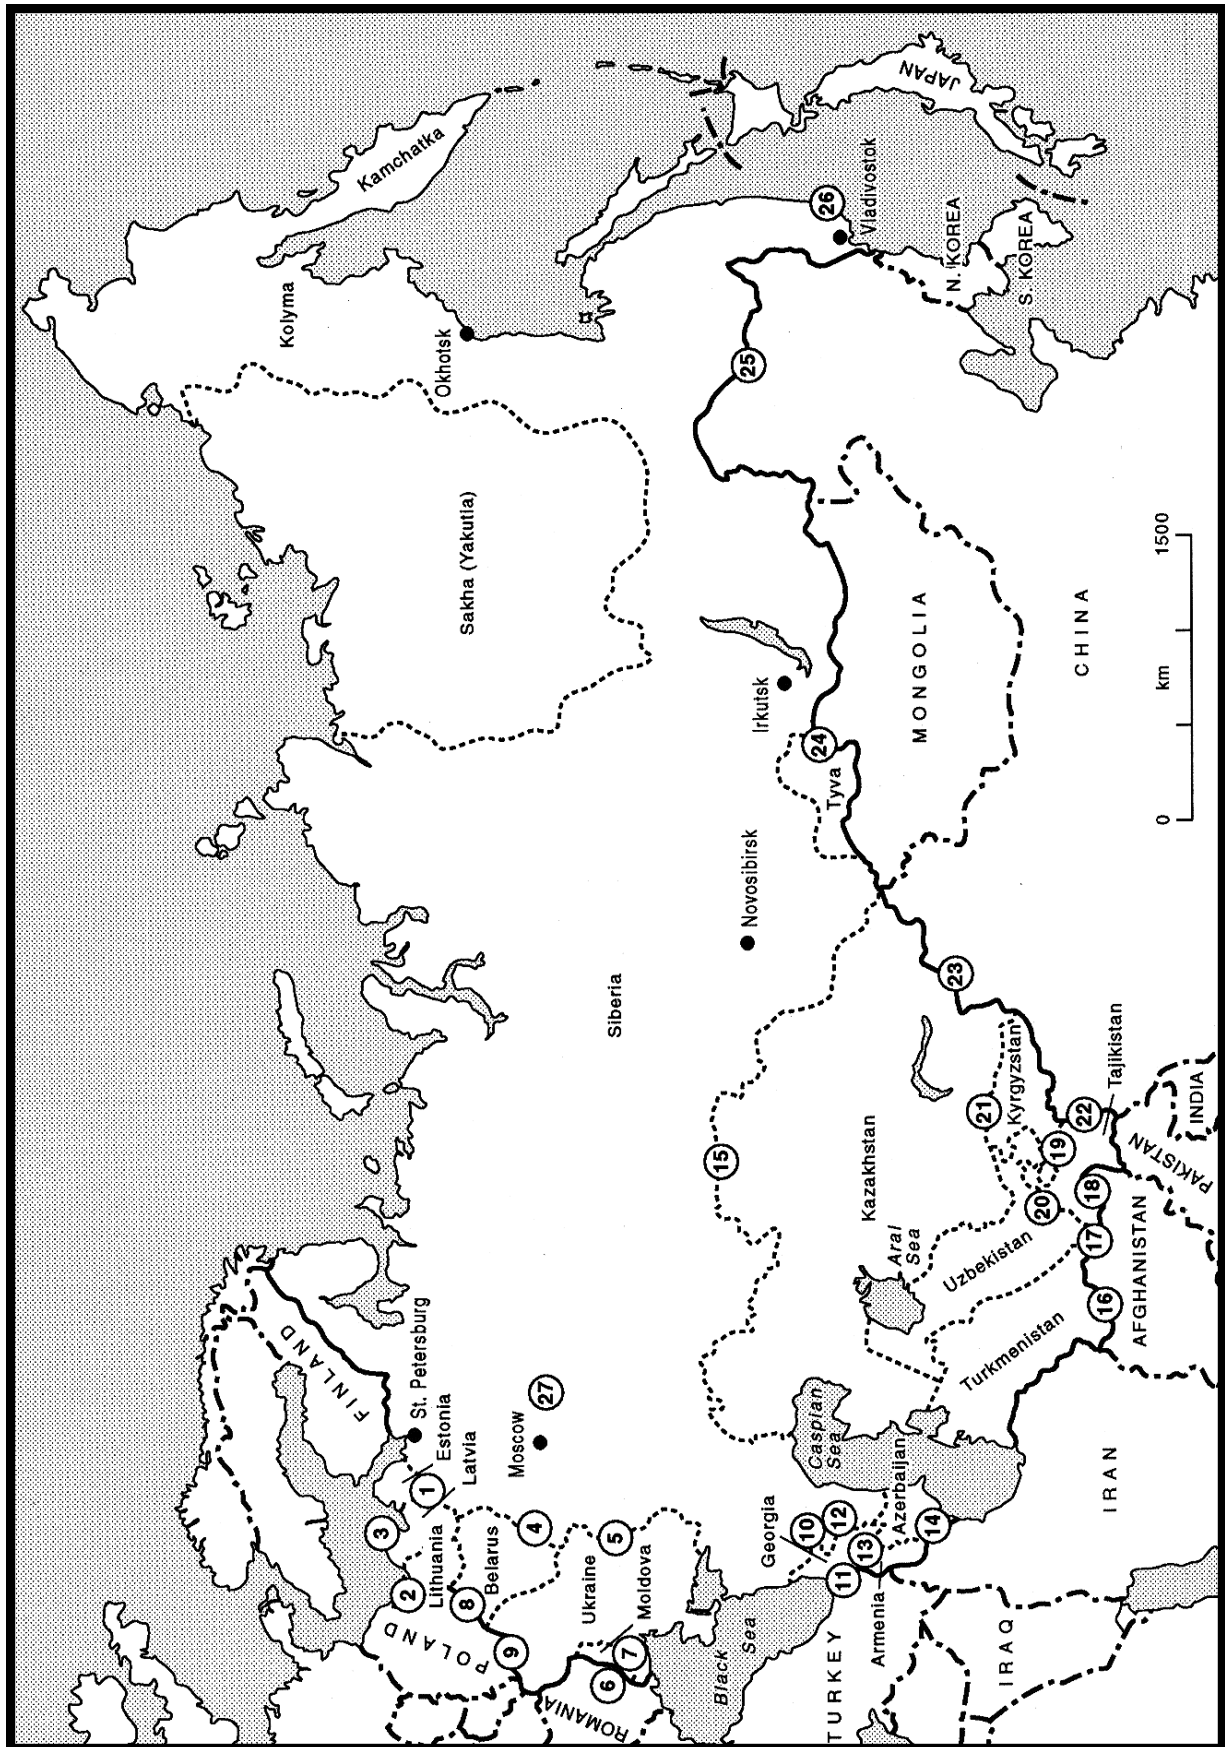 JAPAN
Kamchatka
Kolyma
Okhotsk
26
Vladivostok
N. KOREA
S. KOREA
25
Sakha (Yakutia)
Irkutsk
24
Tyva
MONGOLIA
CHINA
0
km
1500
Novosibirsk
Siberia
23
15
Kazakhstan
Aral
Sea
21
Kyrgyzstan
22
Tajikistan
19
20
18
17
16
INDIA
PAKISTAN
AFGHANISTAN
Uzbekistan
Turkmenistan
FINLAND
St. Petersburg
Estonia
Latvia
1
3
2
Lithuania
Moscow
27
4
5
Belarus
8
POLAND
9
Ukraine
Moldova
7
6
ROMANIA
Black
Sea
Caspian
Sea
Georgia
10
12
11
13
14
Azerbaijan
Armenia
TURKEY
IRAN
IRAQ